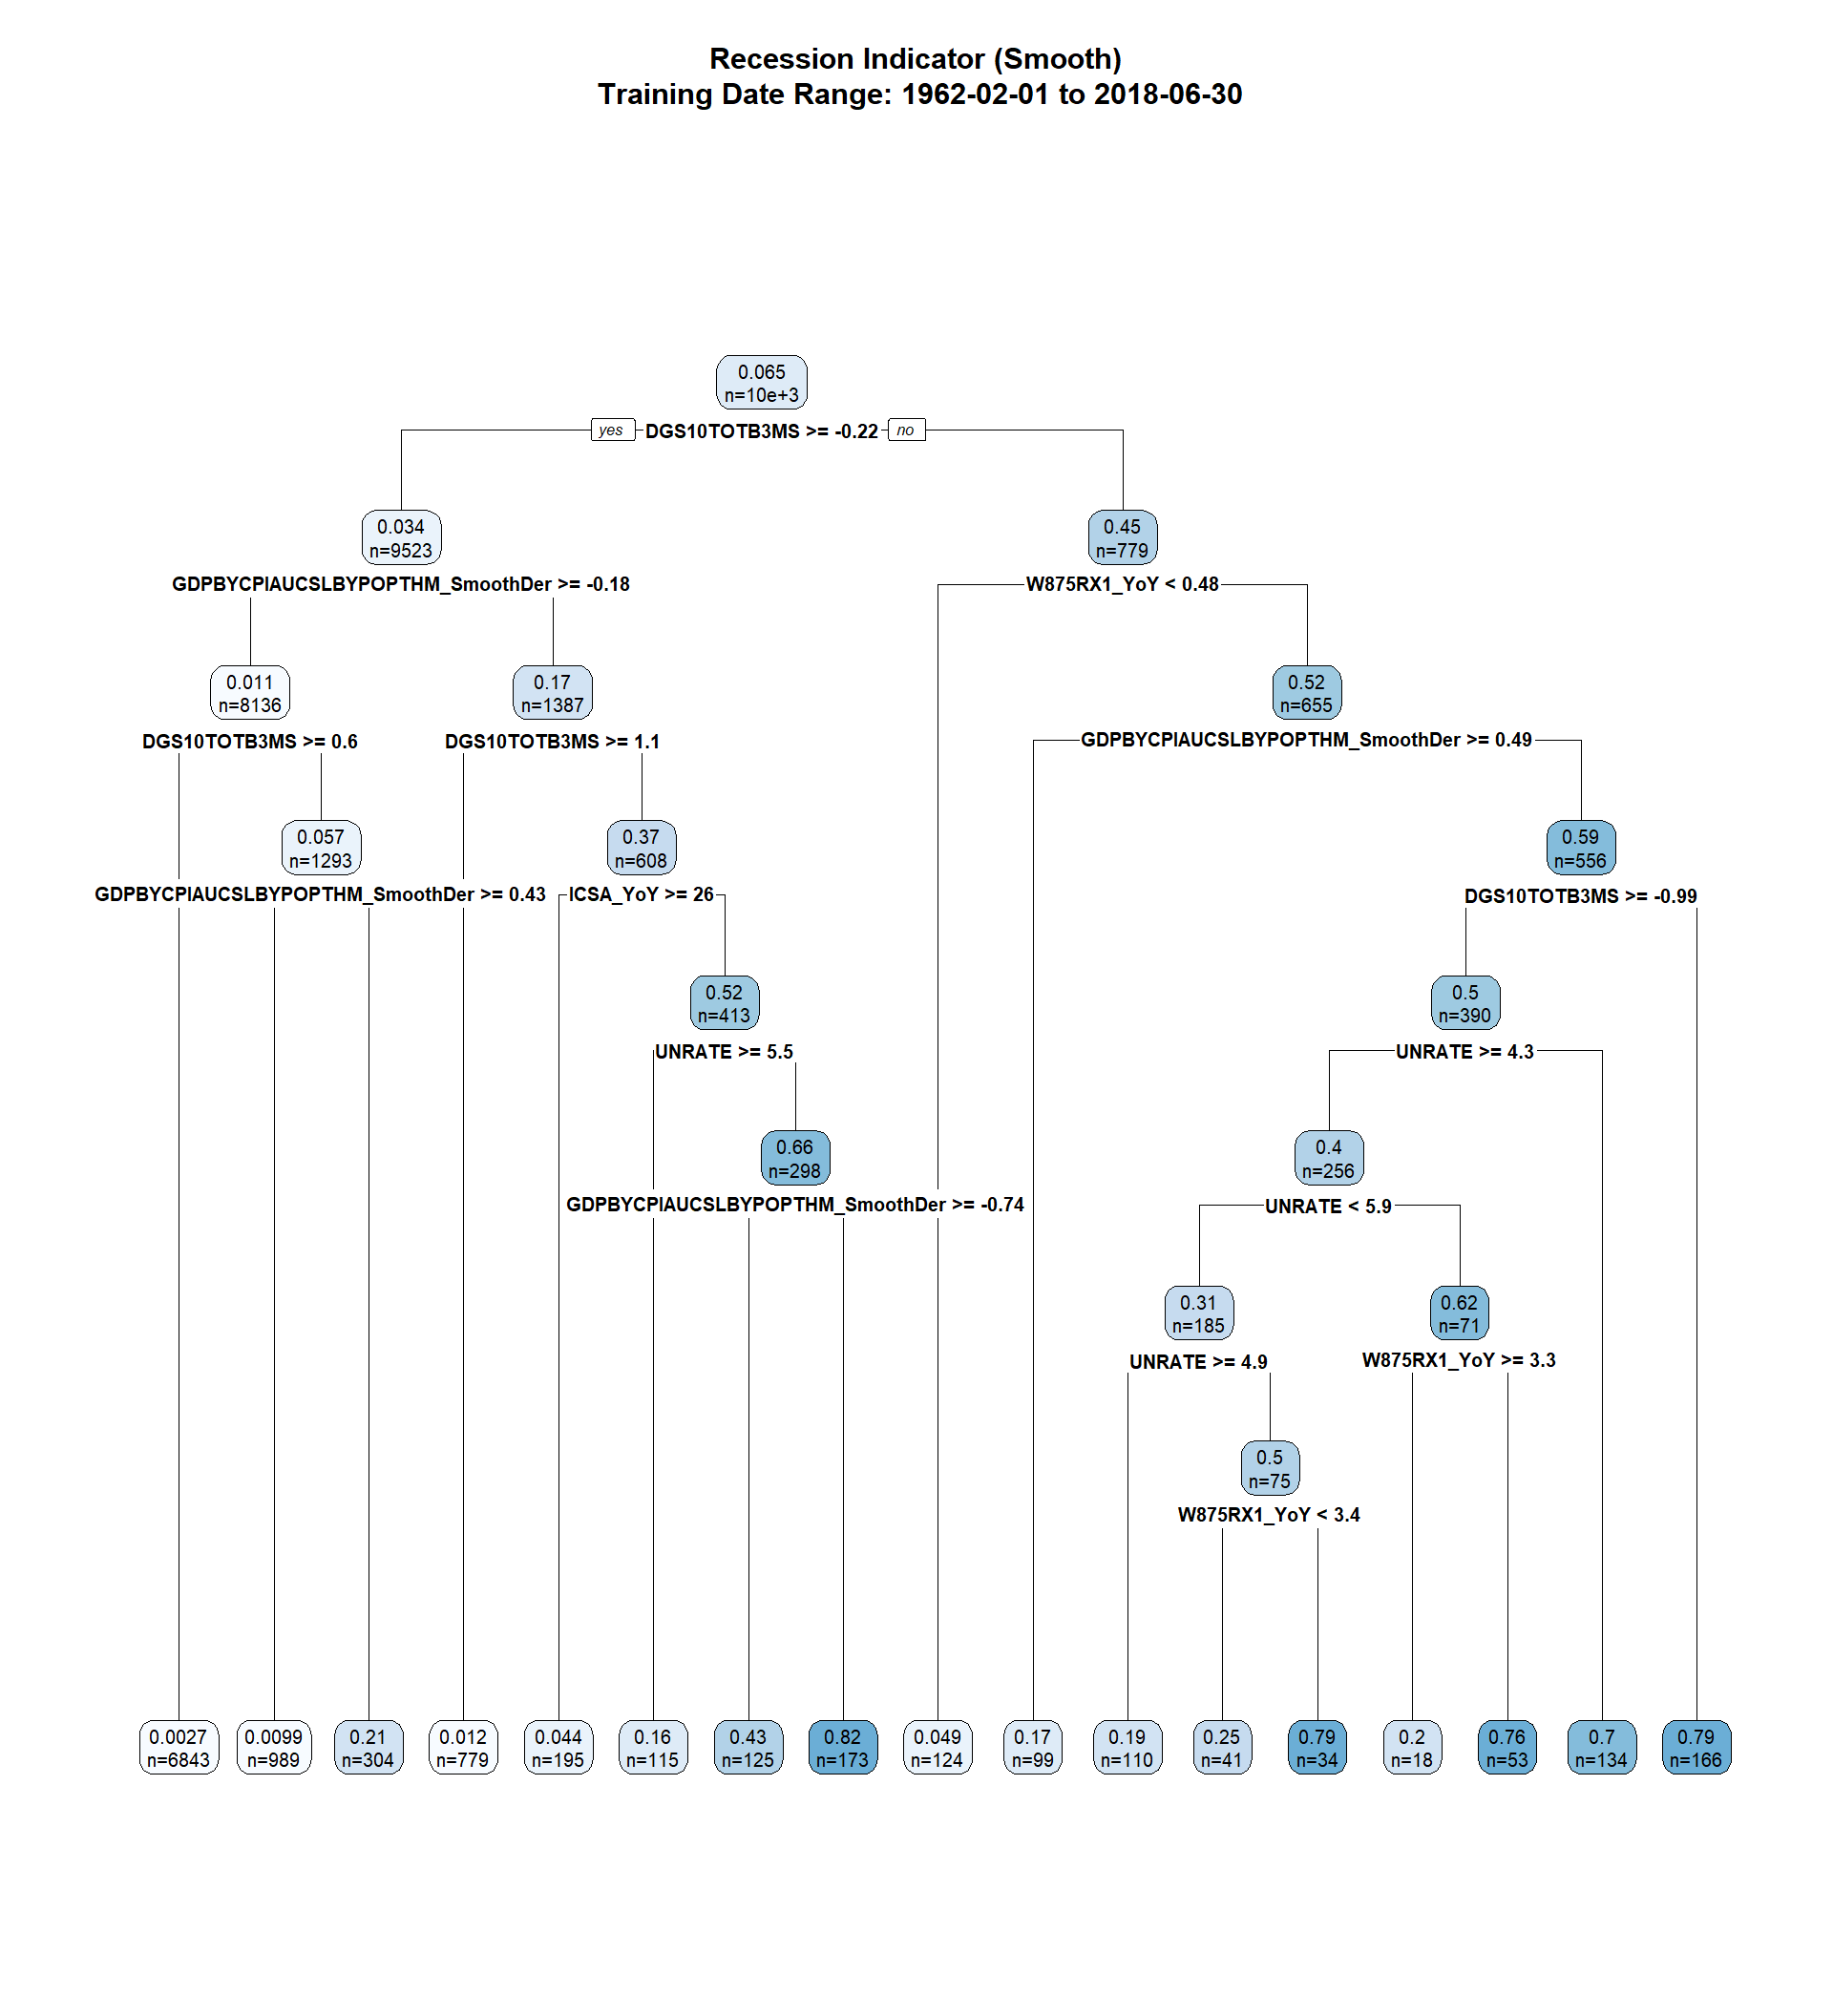 Recession Indicator (Smooth)
Training Date Range: 1962-02-01 to 2018-06-30
0.065
n=10e+3
yes
DGS10TOTB3MS >= -0.22
no
0.034
n=9523
0.45
n=779
GDPBYCPIAUCSLBYPOPTHM_SmoothDer >= -0.18
W875RX1_YoY < 0.48
0.011
n=8136
0.17
n=1387
0.52
n=655
DGS10TOTB3MS >= 0.6
DGS10TOTB3MS >= 1.1
GDPBYCPIAUCSLBYPOPTHM_SmoothDer >= 0.49
0.057
n=1293
0.37
n=608
0.59
n=556
GDPBYCPIAUCSLBYPOPTHM_SmoothDer >= 0.43
ICSA_YoY >= 26
DGS10TOTB3MS >= -0.99
0.52
n=413
0.5
n=390
UNRATE >= 5.5
UNRATE >= 4.3
0.66
n=298
0.4
n=256
GDPBYCPIAUCSLBYPOPTHM_SmoothDer >= -0.74
UNRATE < 5.9
0.31
n=185
0.62
n=71
UNRATE >= 4.9
W875RX1_YoY >= 3.3
0.5
n=75
W875RX1_YoY < 3.4
0.0027
n=6843
0.0099
n=989
0.21
n=304
0.012
n=779
0.044
n=195
0.16
n=115
0.43
n=125
0.82
n=173
0.049
n=124
0.17
n=99
0.19
n=110
0.25
n=41
0.79
n=34
0.2
n=18
0.76
n=53
0.7
n=134
0.79
n=166